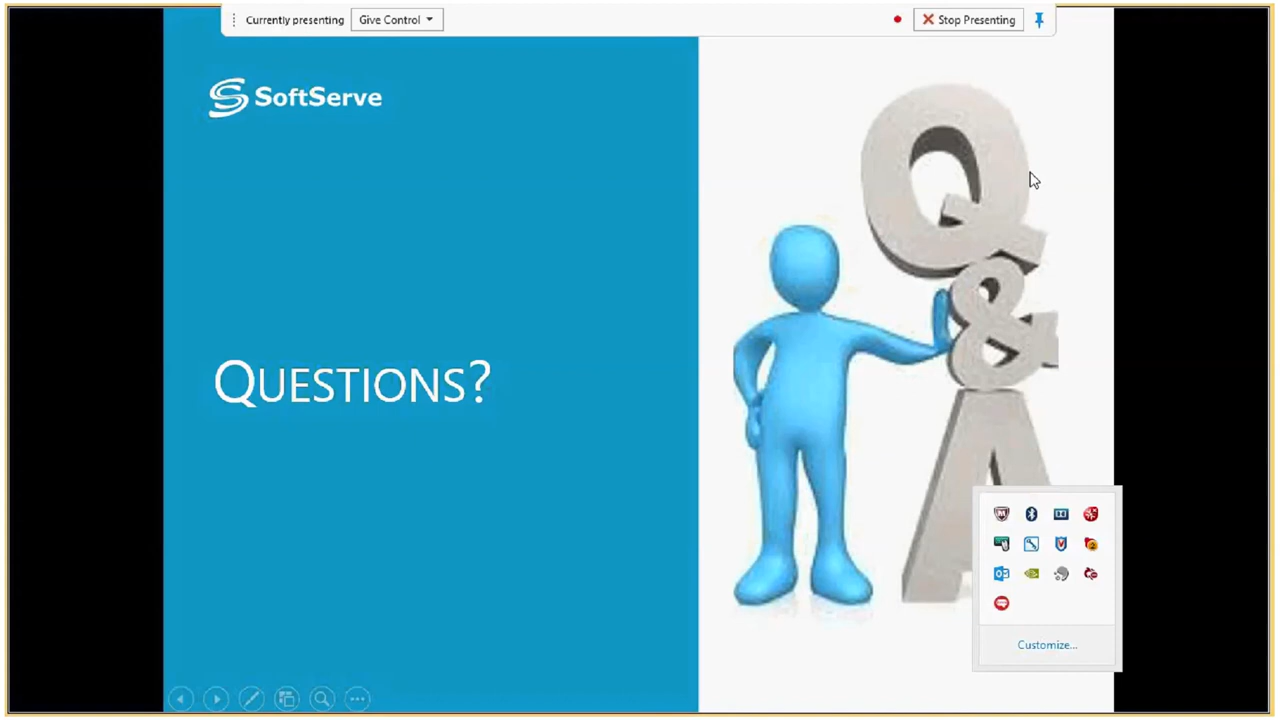 Currently presenting
Give Control
Stop Presenting
SoftServe
QUESTIONS?
Q
&
A
Customize...